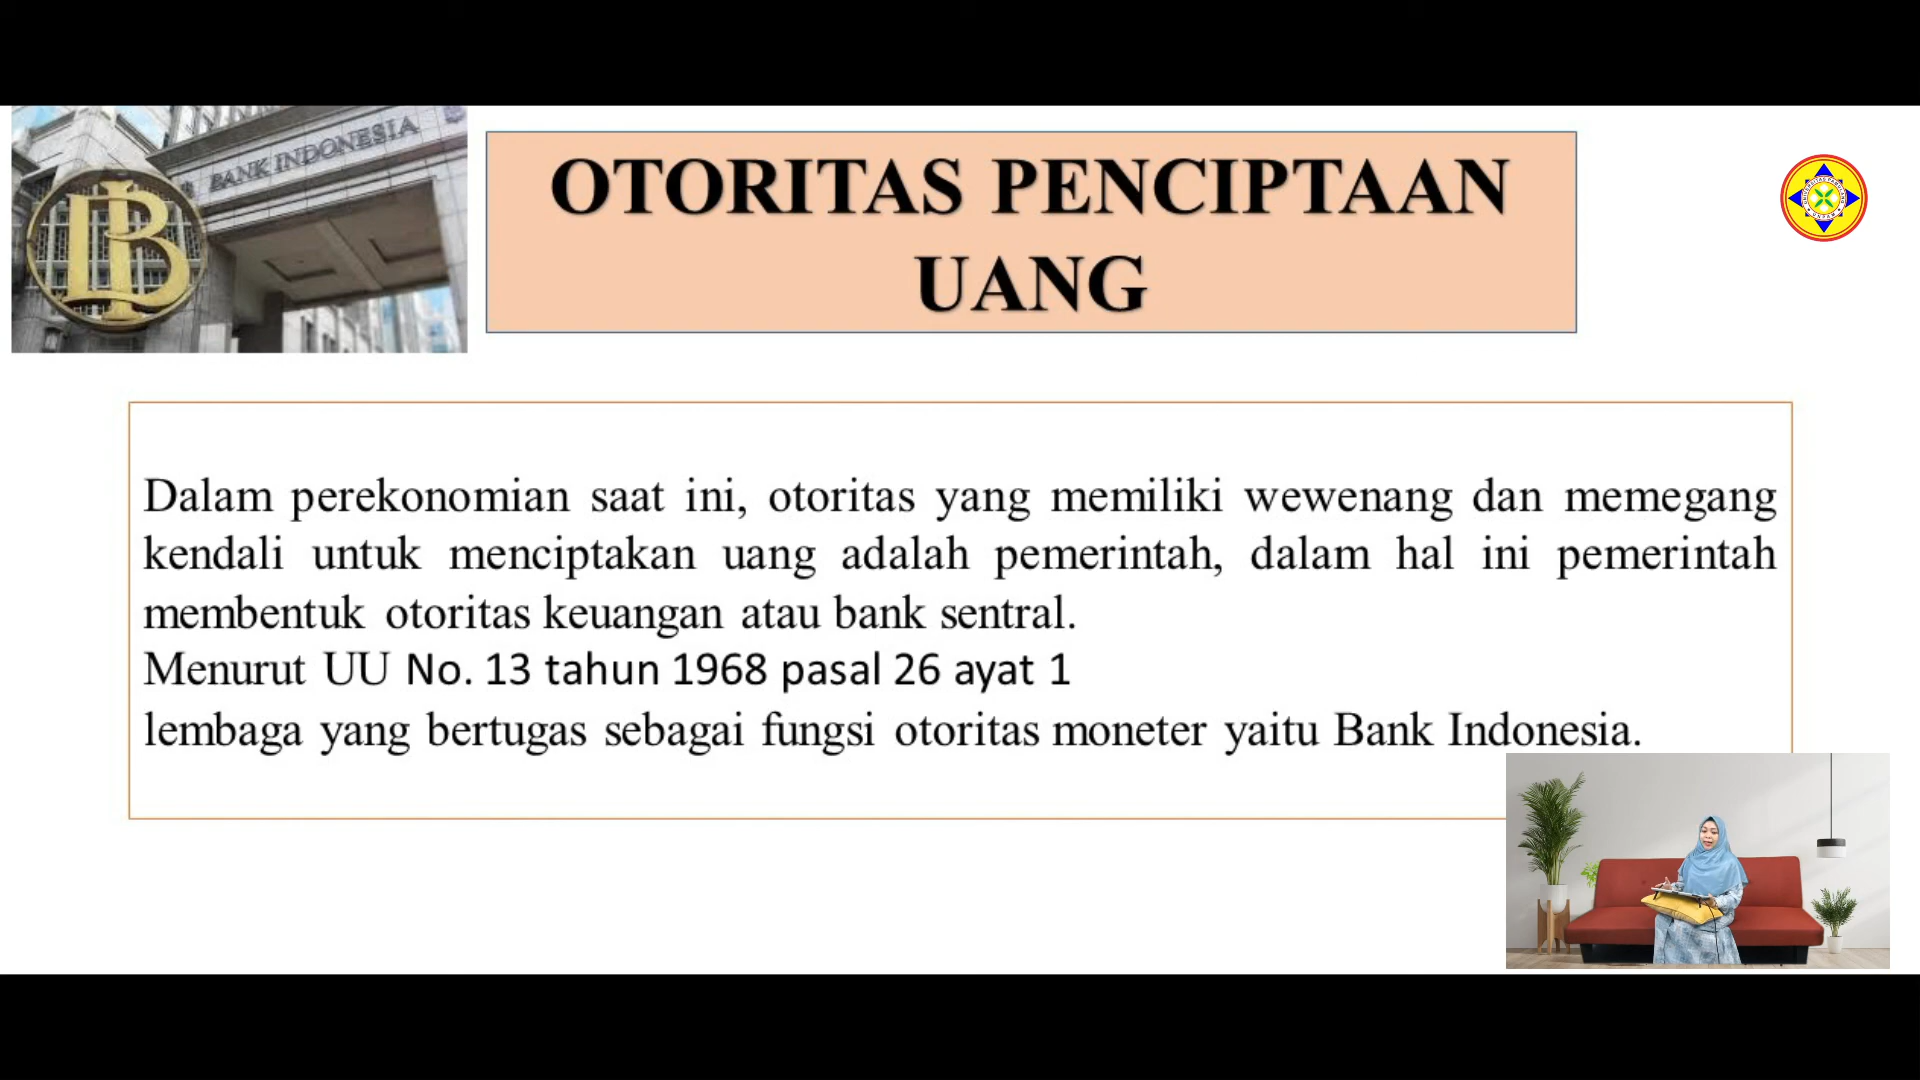 BANK INDONESIA
OTORITAS PENCIPTAAN
UANG
Dalam perekonomian saat ini, otoritas yang memiliki wewenang dan memegang
kendali untuk menciptakan uang adalah pemerintah, dalam hal ini pemerintah
membentuk otoritas keuangan atau bank sentral.
Menurut UU No. 13 tahun 1968 pasal 26 ayat 1
lembaga yang bertugas sebagai fungsi otoritas moneter yaitu Bank Indonesia.